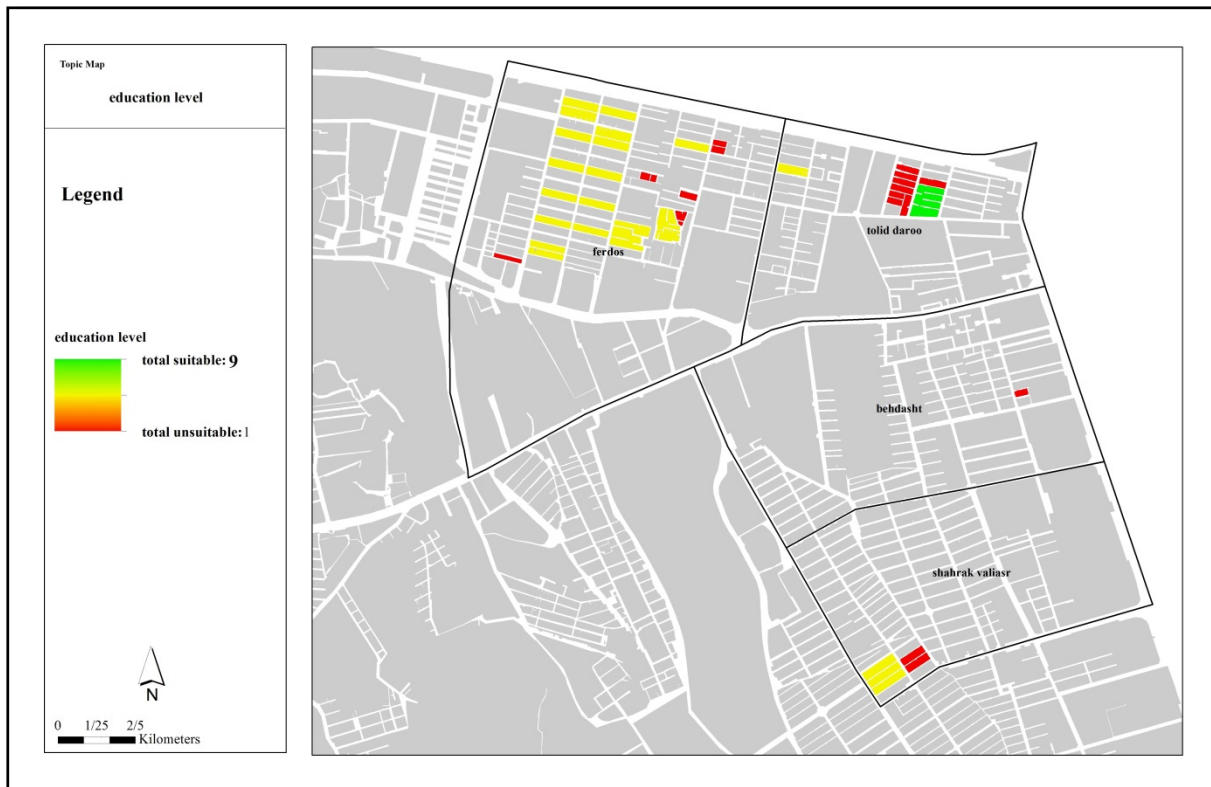 Topic Map
education level
Legend
education level
total suitable: 9
total unsuitable: 1
N
0 1/25 2/5
Kilometers
ferdos
tolid daroo
behdasht
shahrak valiasr